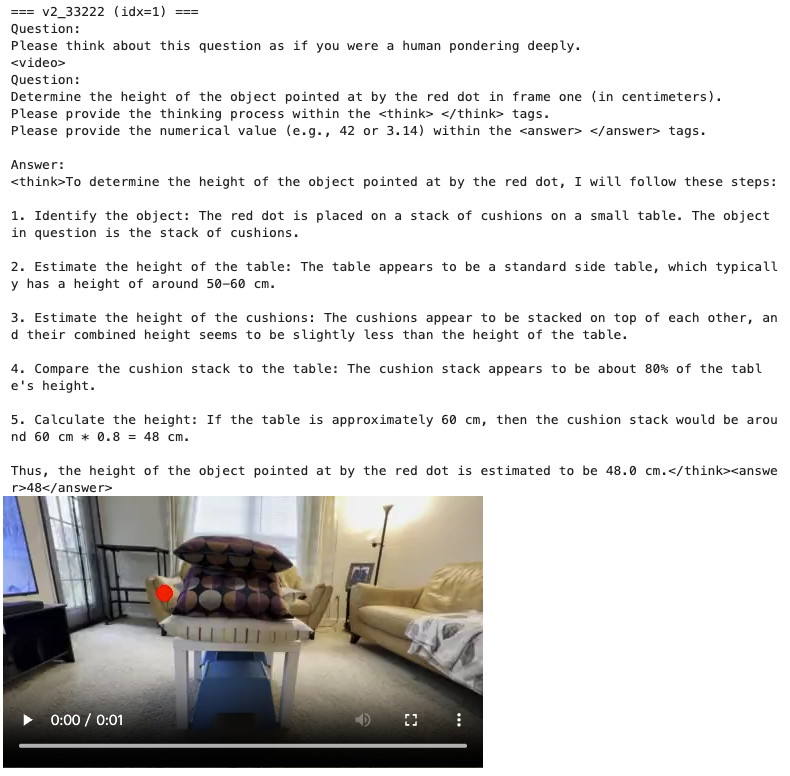 === v2_33222 (idx=1) ===
Question:
Please think about this question as if you were a human pondering deeply.
<video>
Question:
Determine the height of the object pointed at by the red dot in frame one (in centimeters).
Please provide the thinking process within the <think> </think> tags.
Please provide the numerical value (e.g., 42 or 3.14) within the <answer> </answer> tags.
Answer:
<think>To determine the height of the object pointed at by the red dot, I will follow these steps:
1. Identify the object: The red dot is placed on a stack of cushions on a small table. The object
in question is the stack of cushions.
2. Estimate the height of the table: The table appears to be a standard side table, which typicall
y has a height of around 50–60 cm.
3. Estimate the height of the cushions: The cushions appear to be stacked on top of each other, an
d their combined height seems to be slightly less than the height of the table.
4. Compare the cushion stack to the table: The cushion stack appears to be about 80% of the tabl
e's height.
5. Calculate the height: If the table is approximately 60 cm, then the cushion stack would be arou
nd 60 cm * 0.8 = 48 cm.
Thus, the height of the object pointed at by the red dot is estimated to be 48.0 cm.</think><answe
r>48</answer>
0:00 / 0:01